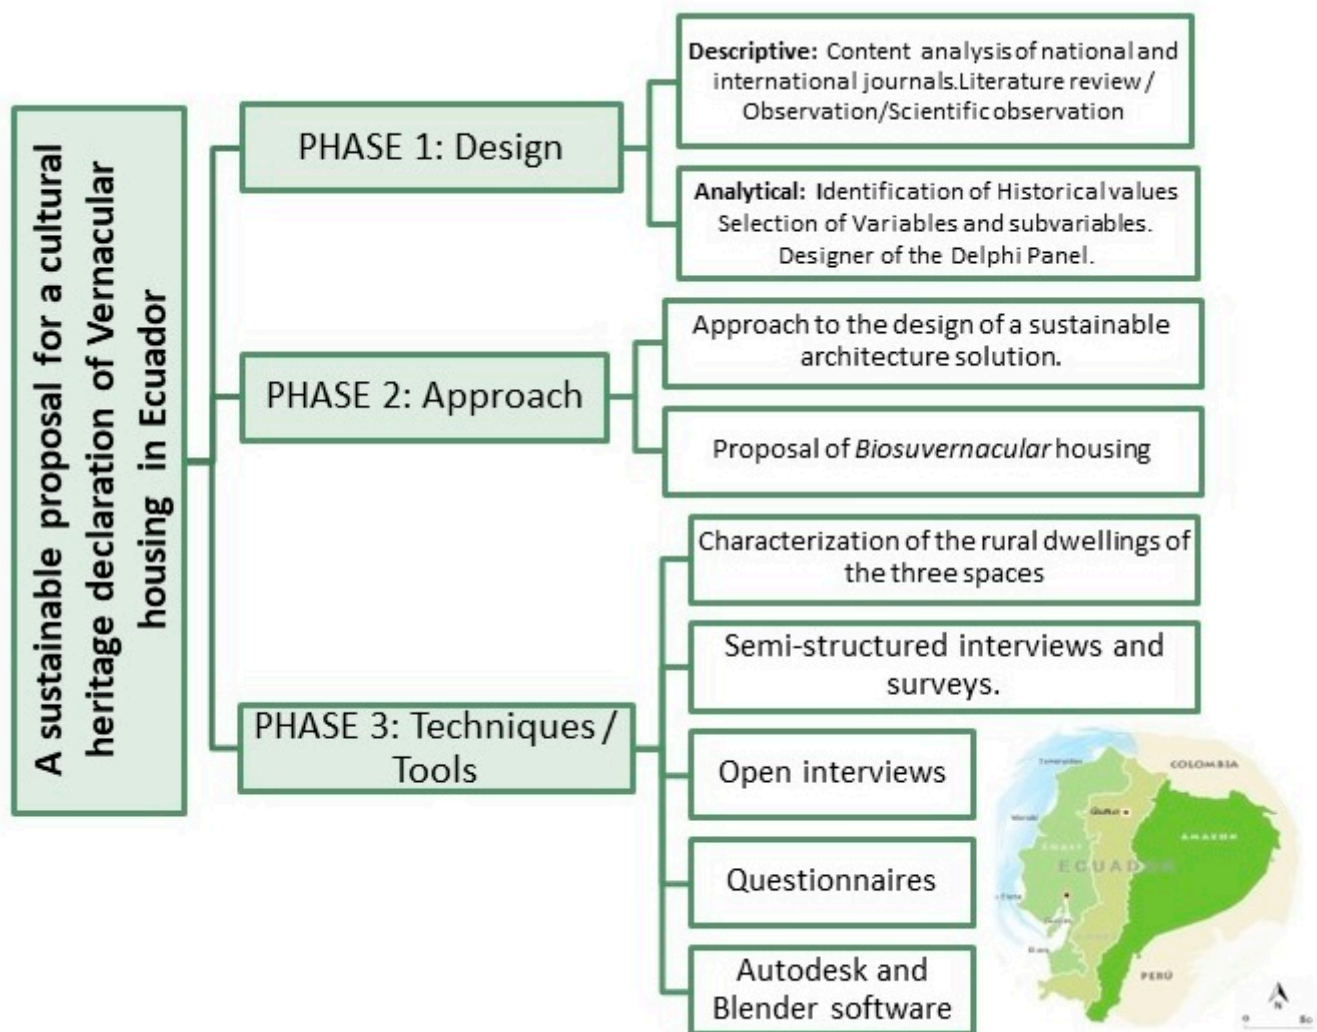 A sustainable proposal for a cultural
heritage declaration of Vernacular
housing in Ecuador
PHASE 1: Design
Descriptive: Content analysis of national and
international journals.Literature review /
Observation/Scientific observation
Analytical: Identification of Historical values
Selection of Variables and subvariables.
Designer of the Delphi Panel.
PHASE 2: Approach
Approach to the design of a sustainable
architecture solution.
Proposal of Biosuvernacular housing
PHASE 3: Techniques /
Tools
Characterization of the rural dwellings of
the three spaces
Semi-structured interviews and
surveys.
Open interviews
Questionnaires
Autodesk and
Blender software
COLOMBIA
AMAZON
ECUADOR
PERÚ
N